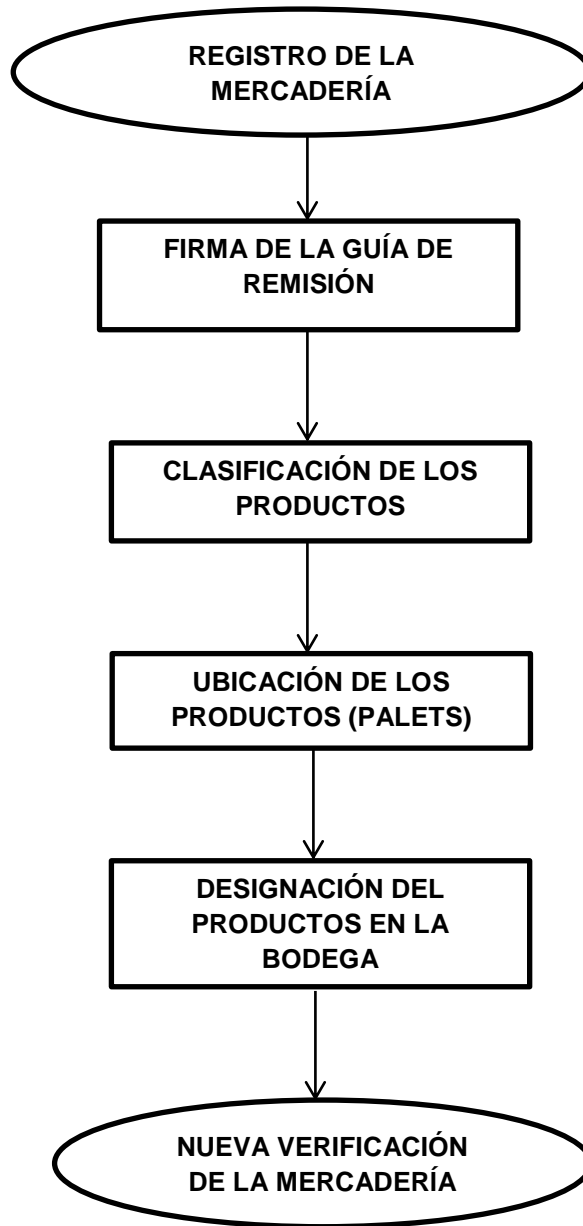 REGISTRO DE LA
MERCADERÍA
FIRMA DE LA GUÍA DE
REMISIÓN
CLASIFICACIÓN DE LOS
PRODUCTOS
UBICACIÓN DE LOS
PRODUCTOS (PALETS)
DESIGNACIÓN DEL
PRODUCTOS EN LA
BODEGA
NUEVA VERIFICACIÓN
DE LA MERCADERÍA